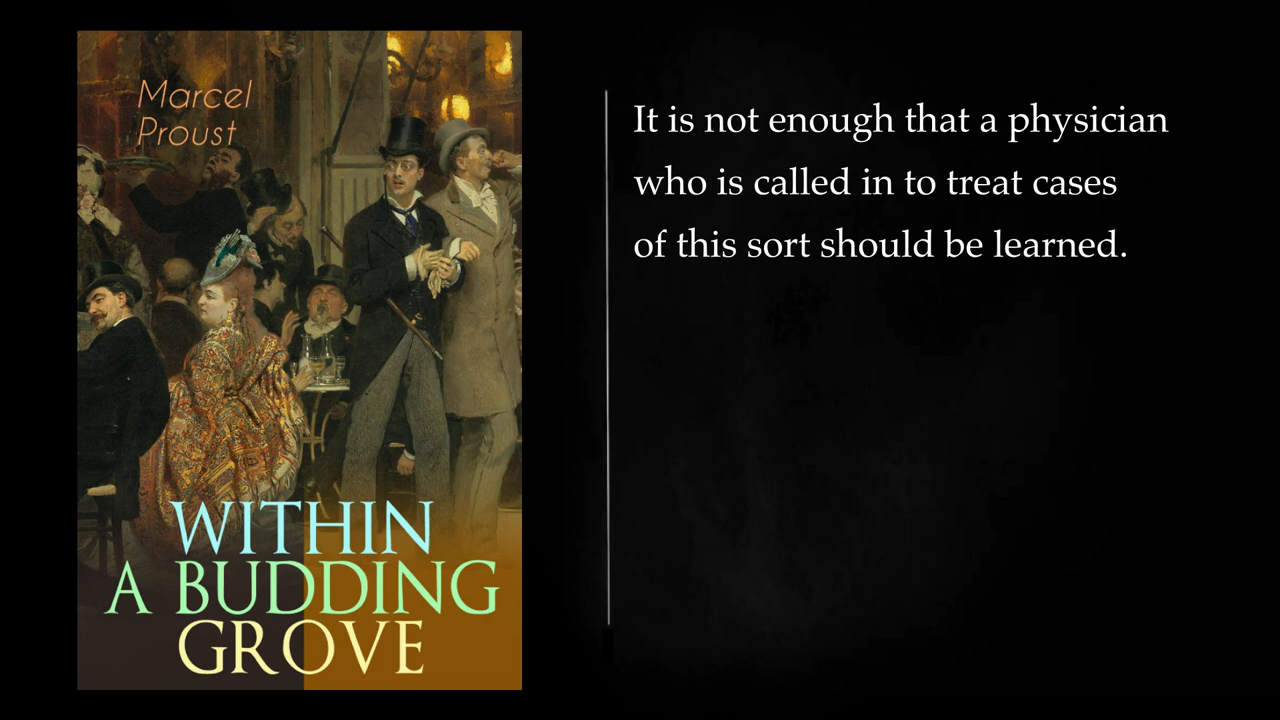 Marcel
Proust
WITHIN
A BUDDING
GROVE
It is not enough that a physician
who is called in to treat cases
of this sort should be learned.